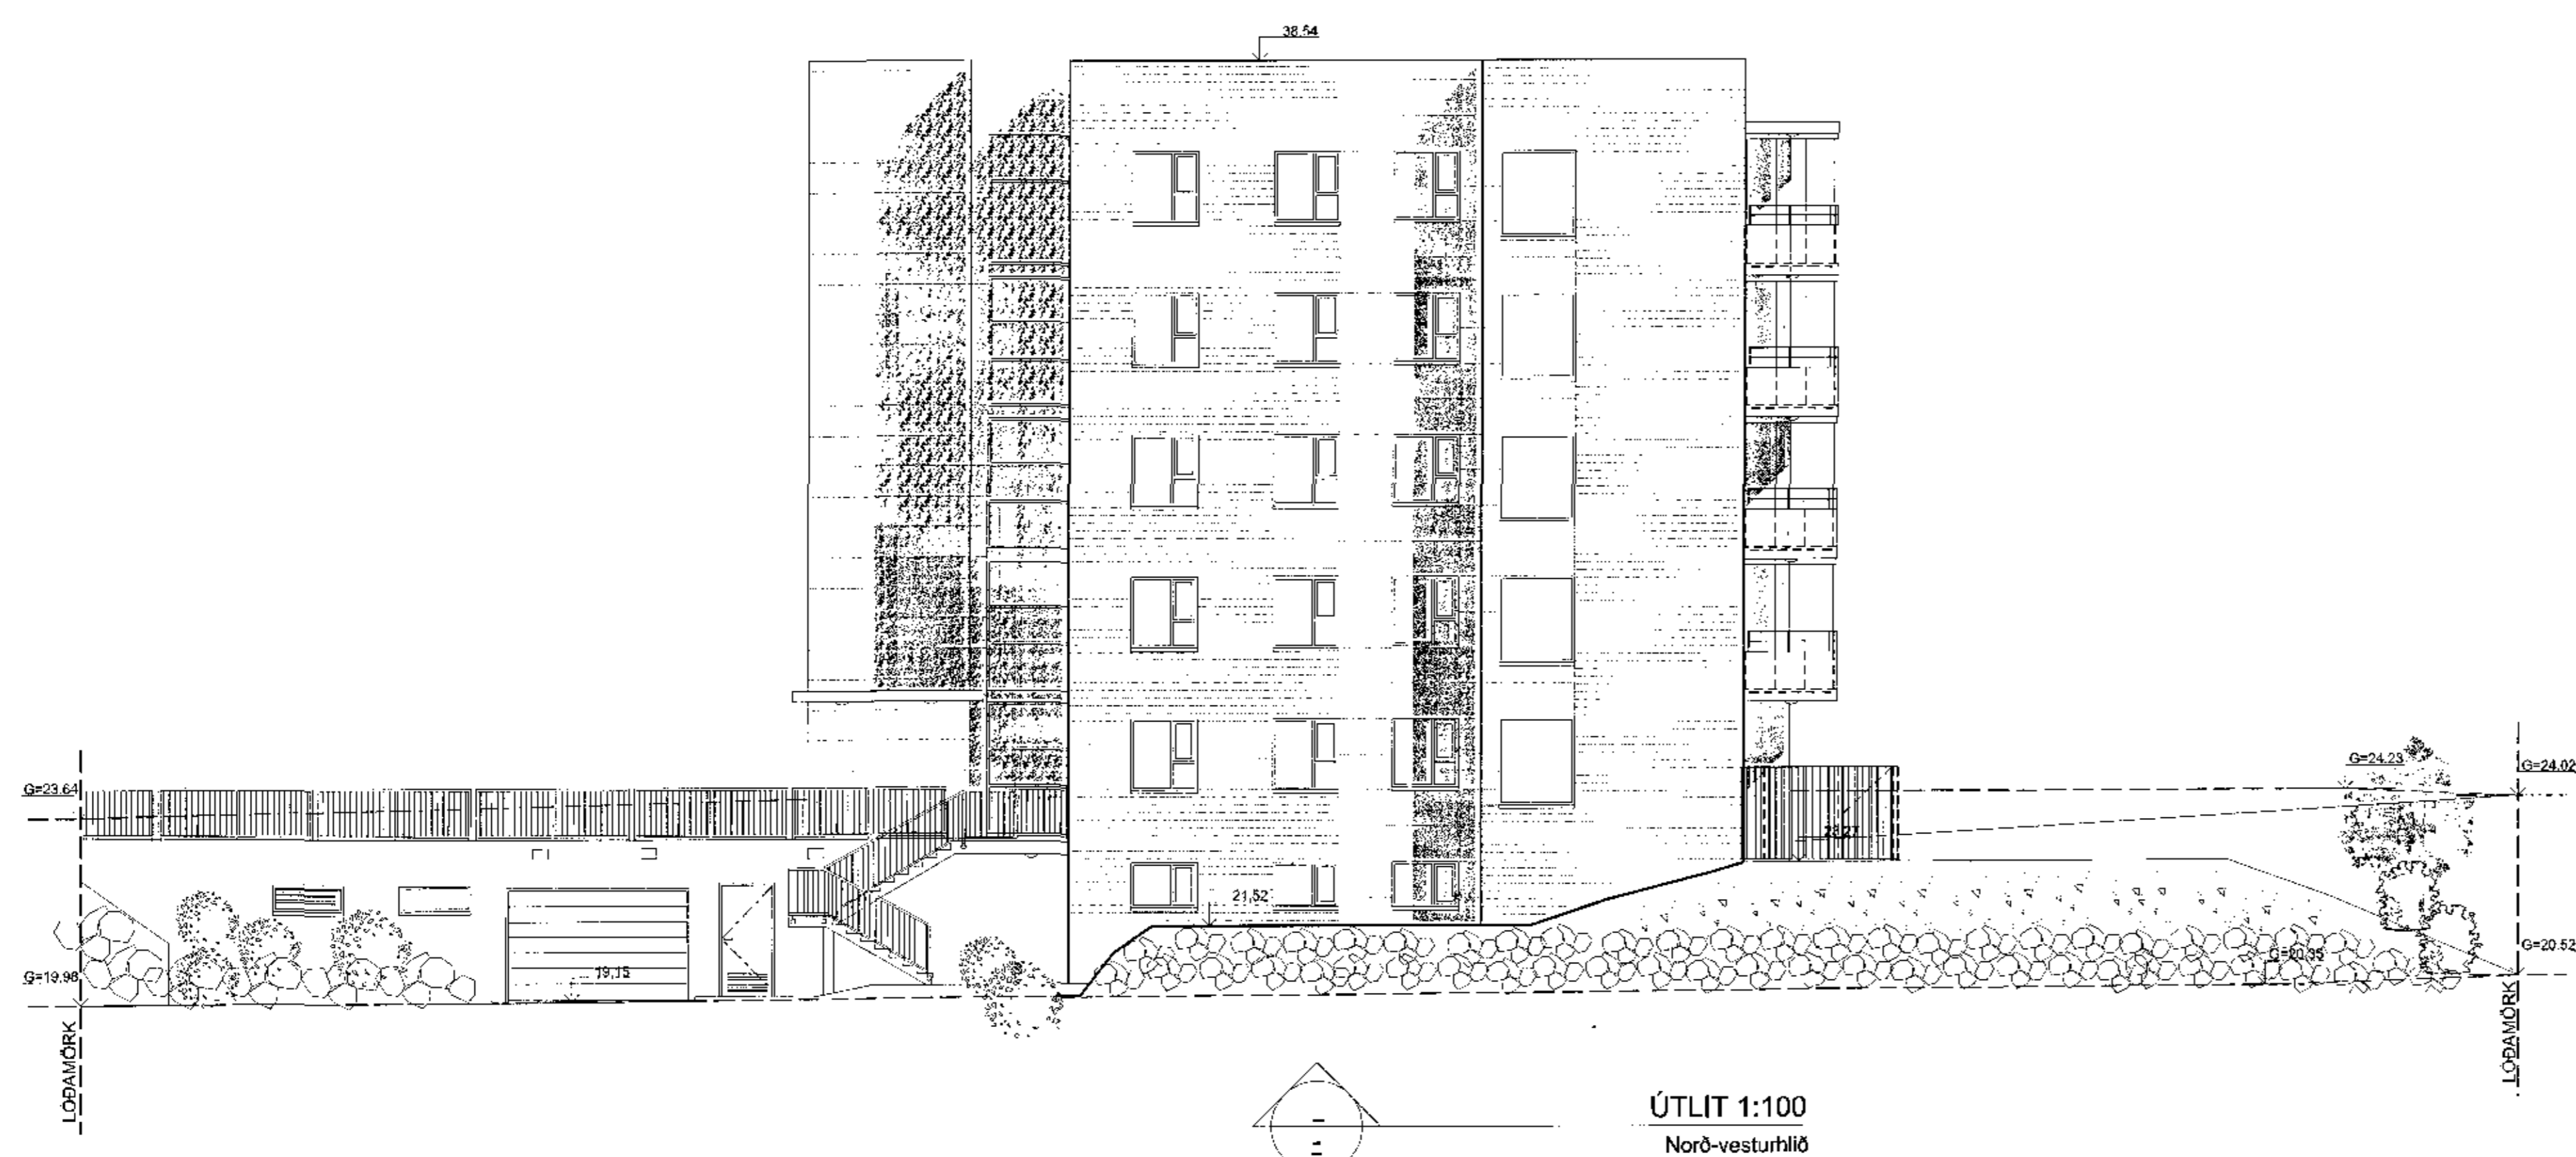 38.54
G=24.23
G=24.02
G=23.64
23.27
21,52
G=20.52
G=20.35
G=19.98
19,15
LÓÐAMÖRK
LÓÐAMÖRK
ÚTLIT 1:100
Norð-vesturhlið